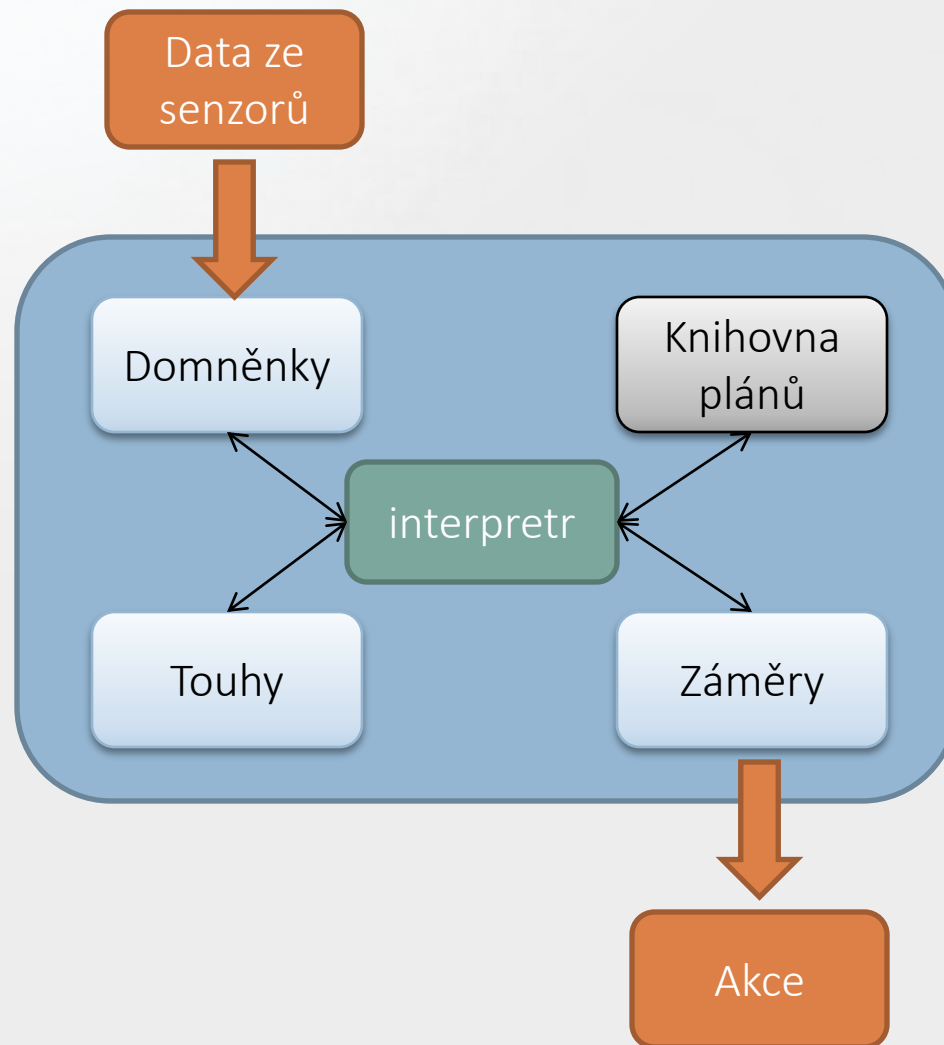 Data ze
senzorů
Domněnky
Knihovna
plánů
interpretr
Touhy
Záměry
Akce